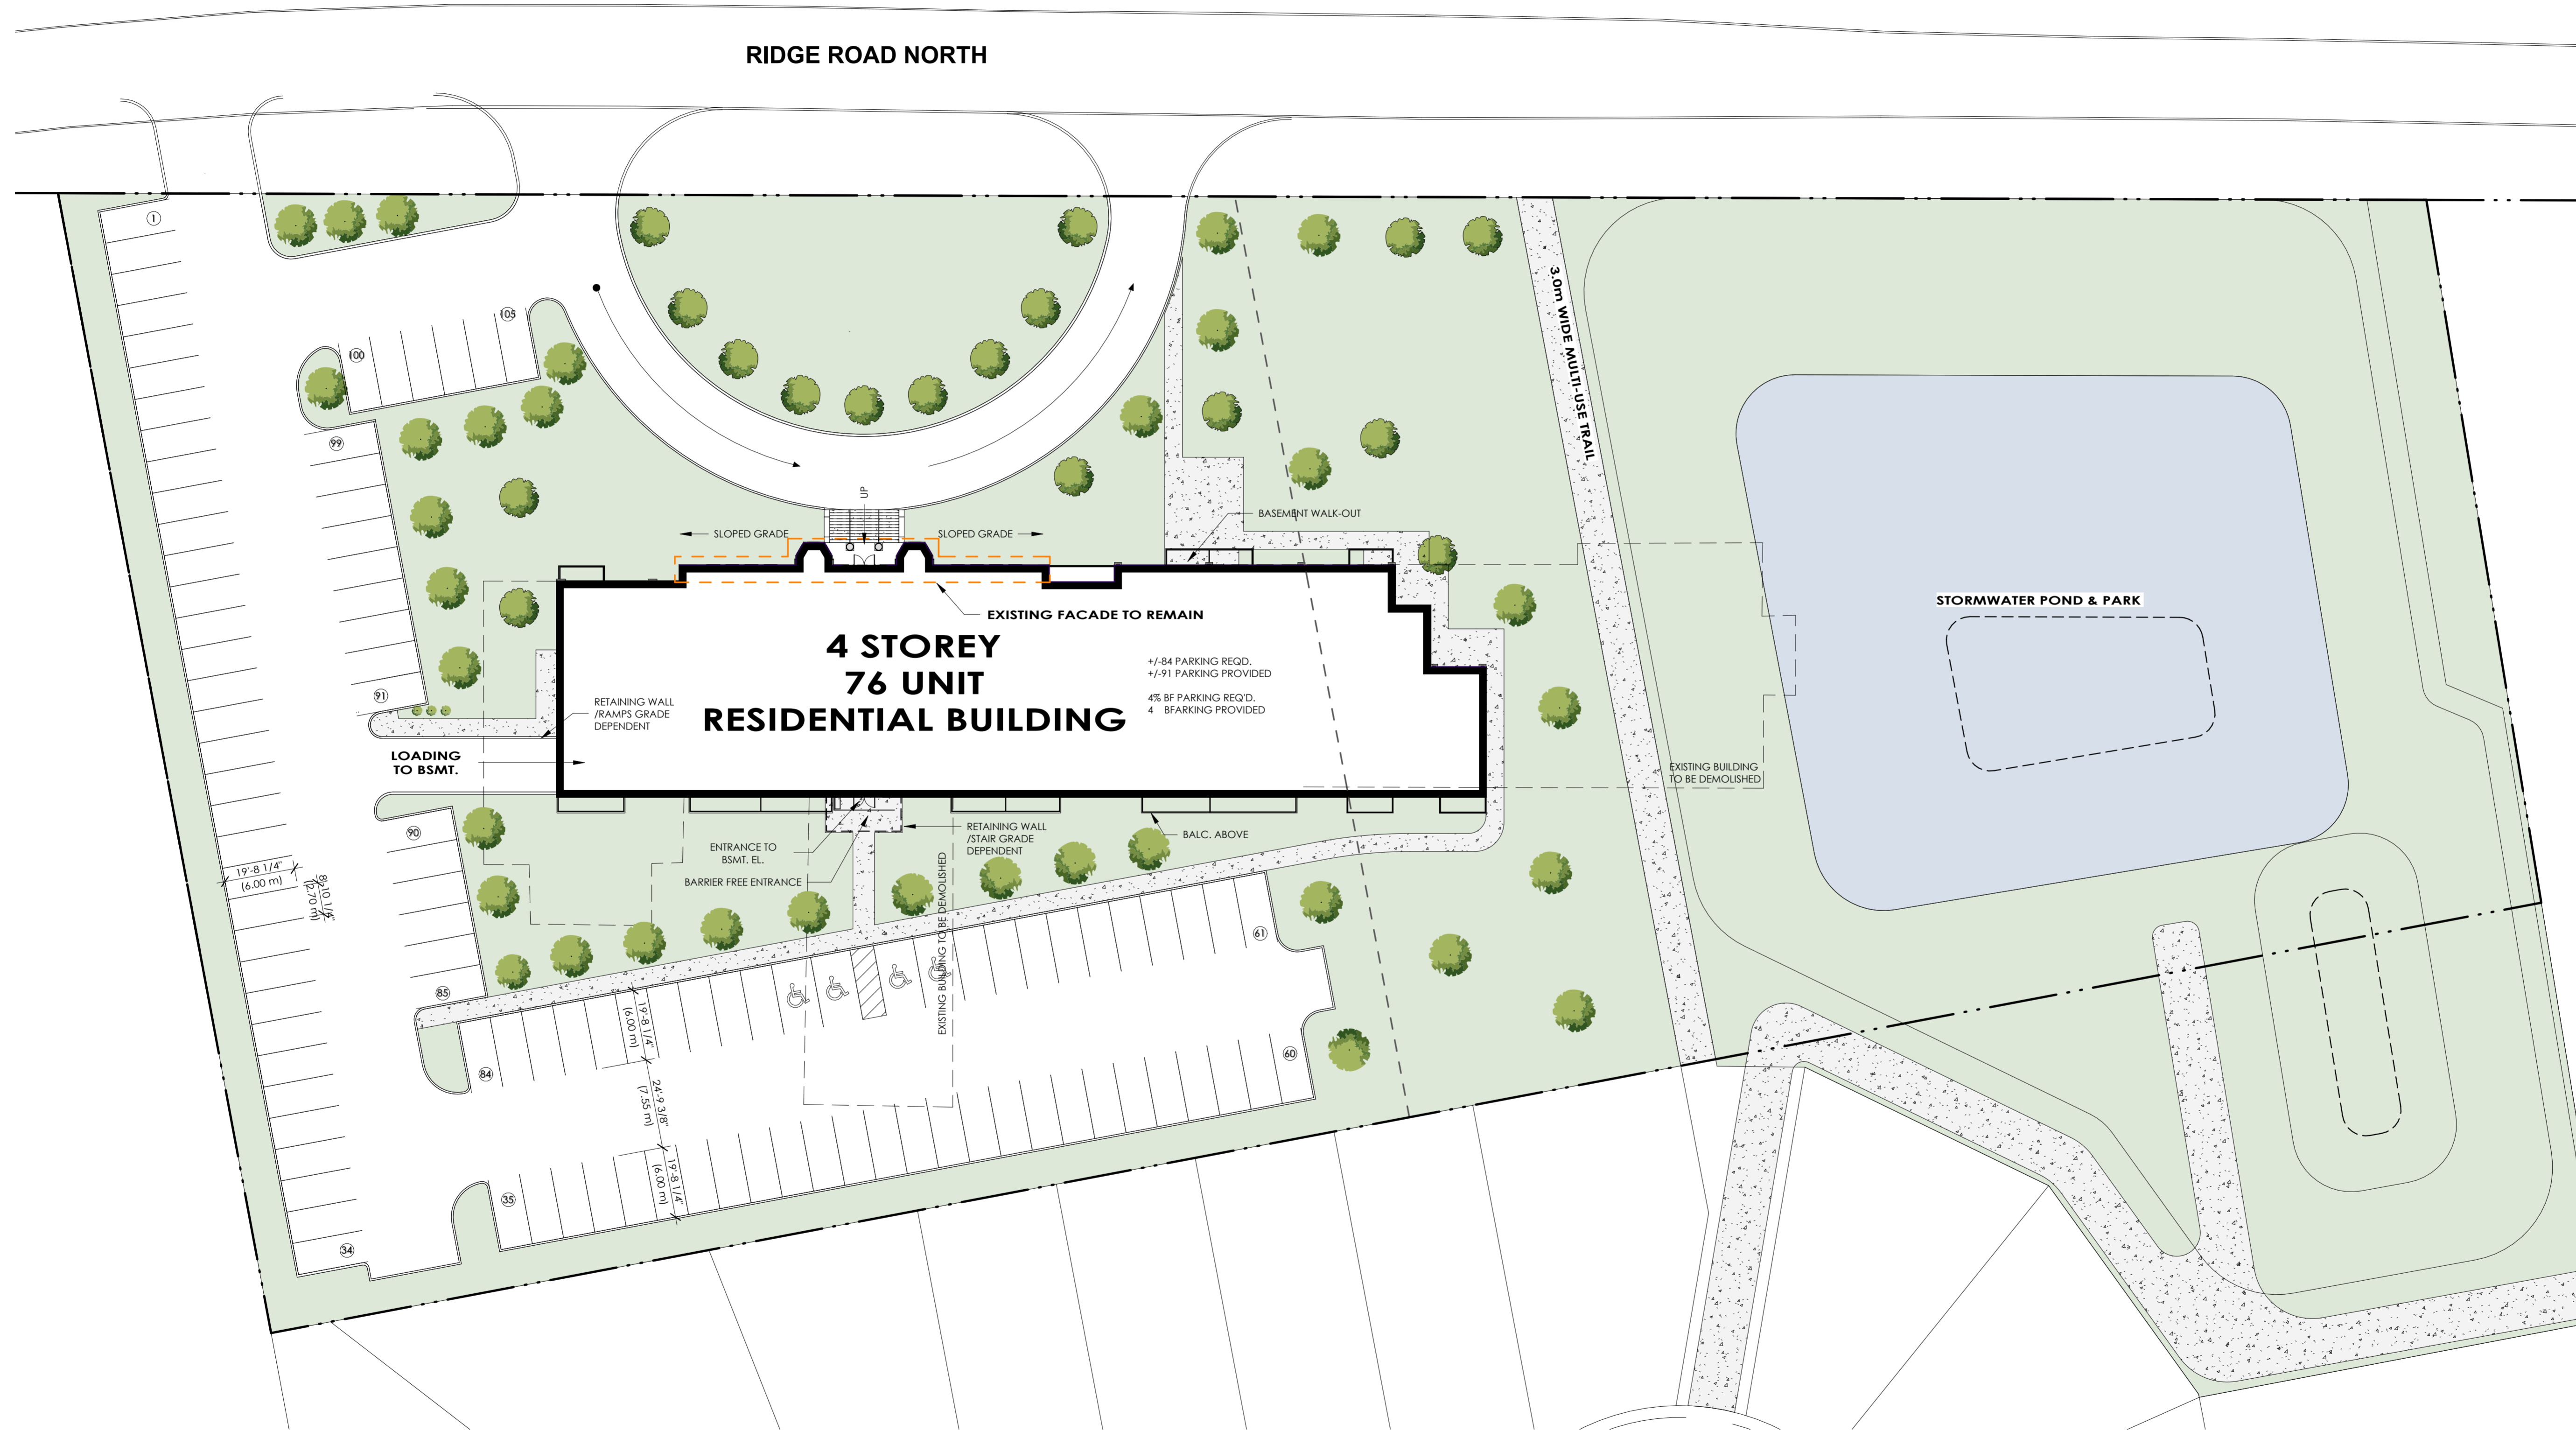 RIDGE ROAD NORTH
1
105
100
99
3.0m WIDE MULTI-USE TRAIL
UP
SLOPED GRADE
SLOPED GRADE
BASEMENT WALK-OUT
EXISTING FACADE TO REMAIN
STORMWATER POND & PARK
4 STOREY
76 UNIT
RESIDENTIAL BUILDING
+/-84 PARKING REQD.
+/-91 PARKING PROVIDED
4% BF PARKING REQ'D.
4 BFARKING PROVIDED
91
RETAINING WALL
/RAMPS GRADE
DEPENDENT
LOADING
TO BSMT.
EXISTING BUILDING
TO BE DEMOLISHED
90
ENTRANCE TO
BSMT. EL.
RETAINING WALL
/STAIR GRADE
DEPENDENT
BALC. ABOVE
BARRIER FREE ENTRANCE
19'-8 1/4"
(6.00 m)
8'-10 1/4"
(2.70 m)
EXISTING BUILDING TO BE DEMOLISHED
61
85
19'-8 1/4"
(6.00 m)
84
60
24'-9 3/8"
(7.55 m)
19'-8 1/4"
(6.00 m)
35
34